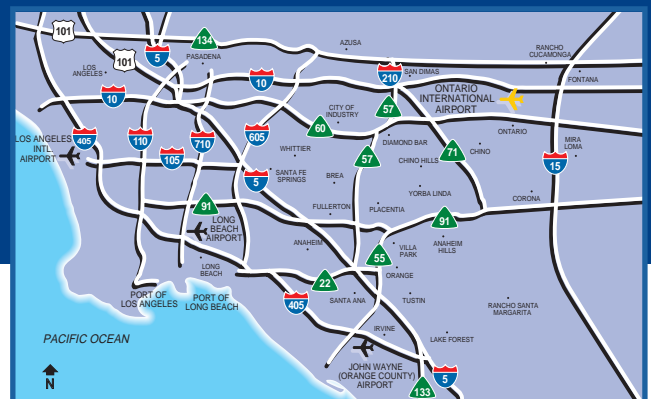 101
5
134
PASADENA
AZUSA
RANCHO
CUCAMONGA
LOS
ANGELES
101
10
210
SAN DIMAS
FONTANA
10
ONTARIO
INTERNATIONAL
AIRPORT
57
CITY OF
INDUSTRY
60
ONTARIO
LOS ANGELES
INTL.
AIRPORT
405
110
710
605
105
WHITTIER
DIAMOND BAR
57
CHINO HILLS
71
CHINO
MIRA
LOMA
15
SANTA FE
SPRINGS
5
BREA
YORBA LINDA
CORONA
91
FULLERTON
PLACENTIA
91
LONG
BEACH
AIRPORT
ANAHEIM
VILLA
PARK
ANAHEIM
HILLS
55
LONG
BEACH
22
ORANGE
PORT OF
LOS ANGELES
PORT OF
LONG BEACH
405
SANTA ANA
TUSTIN
RANCHO SANTA
MARGARITA
IRVINE
LAKE FOREST
PACIFIC OCEAN
JOHN WAYNE
(ORANGE COUNTY)
AIRPORT
5
133
N